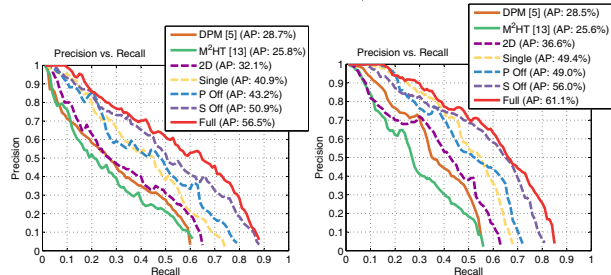 Precision vs. Recall
DPM [5] (AP: 28.7%)
M²HT [13] (AP: 25.8%)
2D (AP: 32.1%)
Single (AP: 40.9%)
P Off (AP: 43.2%)
S Off (AP: 50.9%)
Full (AP: 56.5%)
Precision
1
0.9
0.8
0.7
0.6
0.5
0.4
0.3
0.2
0.1
0
0 0.1 0.2 0.3 0.4 0.5 0.6 0.7 0.8 0.9 1
Recall
Precision vs. Recall
DPM [5] (AP: 28.5%)
M²HT [13] (AP: 25.6%)
2D (AP: 36.6%)
Single (AP: 49.4%)
P Off (AP: 49.0%)
S Off (AP: 56.0%)
Full (AP: 61.1%)
Precision
1
0.9
0.8
0.7
0.6
0.5
0.4
0.3
0.2
0.1
0
0 0.1 0.2 0.3 0.4 0.5 0.6 0.7 0.8 0.9 1
Recall